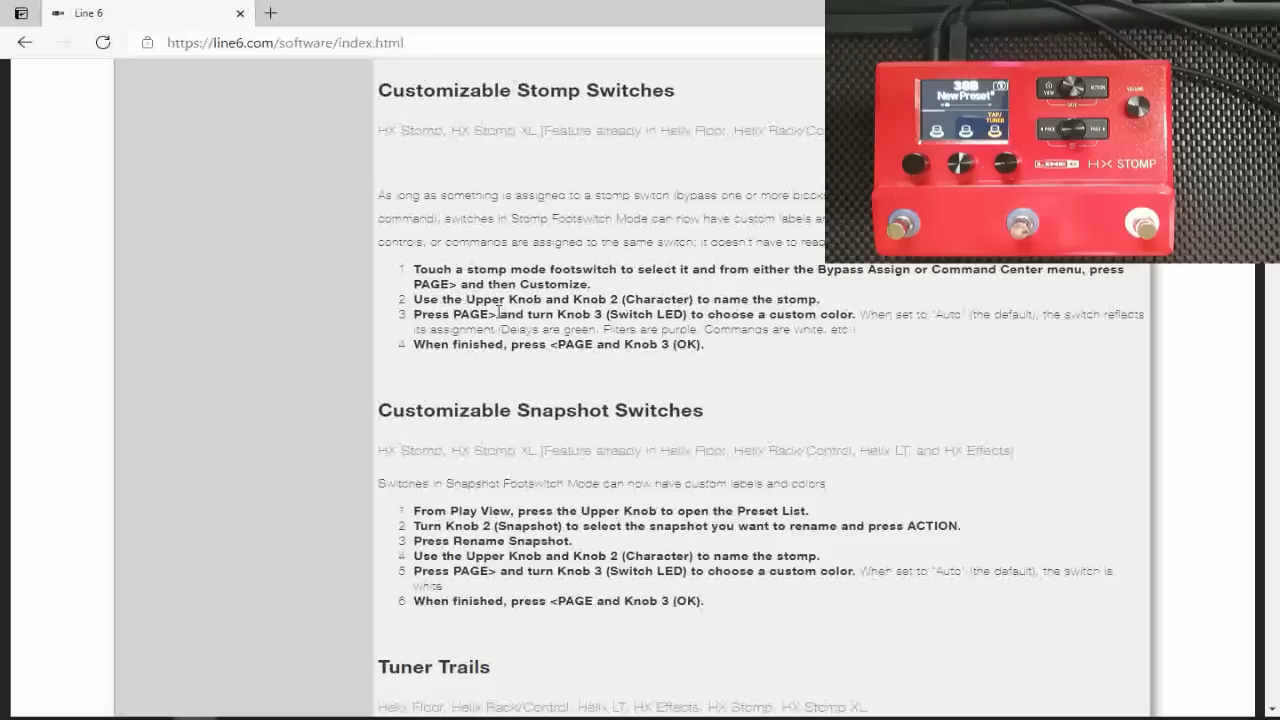 Line 6
https://line6.com/software/index.html
Customizable Stomp Switches
HX Stomp, HX Stomp XL [Feature already in Helix Floor, Helix Rack/Co
As long as something is assigned to a stomp switch (bypass one or more block
command), switches in Stomp Footswitch Mode can now have custom labels a
controls, or commands are assigned to the same switch; it doesn't have to read
1 Touch a stomp mode footswitch to select it and from either the Bypass Assign or Command Center menu, press
PAGE> and then Customize.
2 Use the Upper Knob and Knob 2 (Character) to name the stomp.
3 Press PAGE> and turn Knob 3 (Switch LED) to choose a custom color. When set to "Auto" (the default), the switch reflects
its assignment (Delays are green, Filters are purple, Commands are white, etc.)
4 When finished, press <PAGE and Knob 3 (OK).
Customizable Snapshot Switches
HX Stomp, HX Stomp XL [Feature already in Helix Floor, Helix Rack/Control, Helix LT, and HX Effects]
Switches in Snapshot Footswitch Mode can now have custom labels and colors
1 From Play View, press the Upper Knob to open the Preset List.
2 Turn Knob 2 (Snapshot) to select the snapshot you want to rename and press ACTION.
3 Press Rename Snapshot.
4 Use the Upper Knob and Knob 2 (Character) to name the stomp.
5 Press PAGE> and turn Knob 3 (Switch LED) to choose a custom color. When set to "Auto" (the default), the switch is
white
6 When finished, press <PAGE and Knob 3 (OK).
Tuner Trails
Helix Floor, Helix Rack/Control, Helix LT, HX Effects, HX Stomp, HX Stomp XL
38B
New Preset
TAP/
TUNER
VIEW
ACTION
VOLUME
PAGE
PAGE
LINE 6
HX STOMP